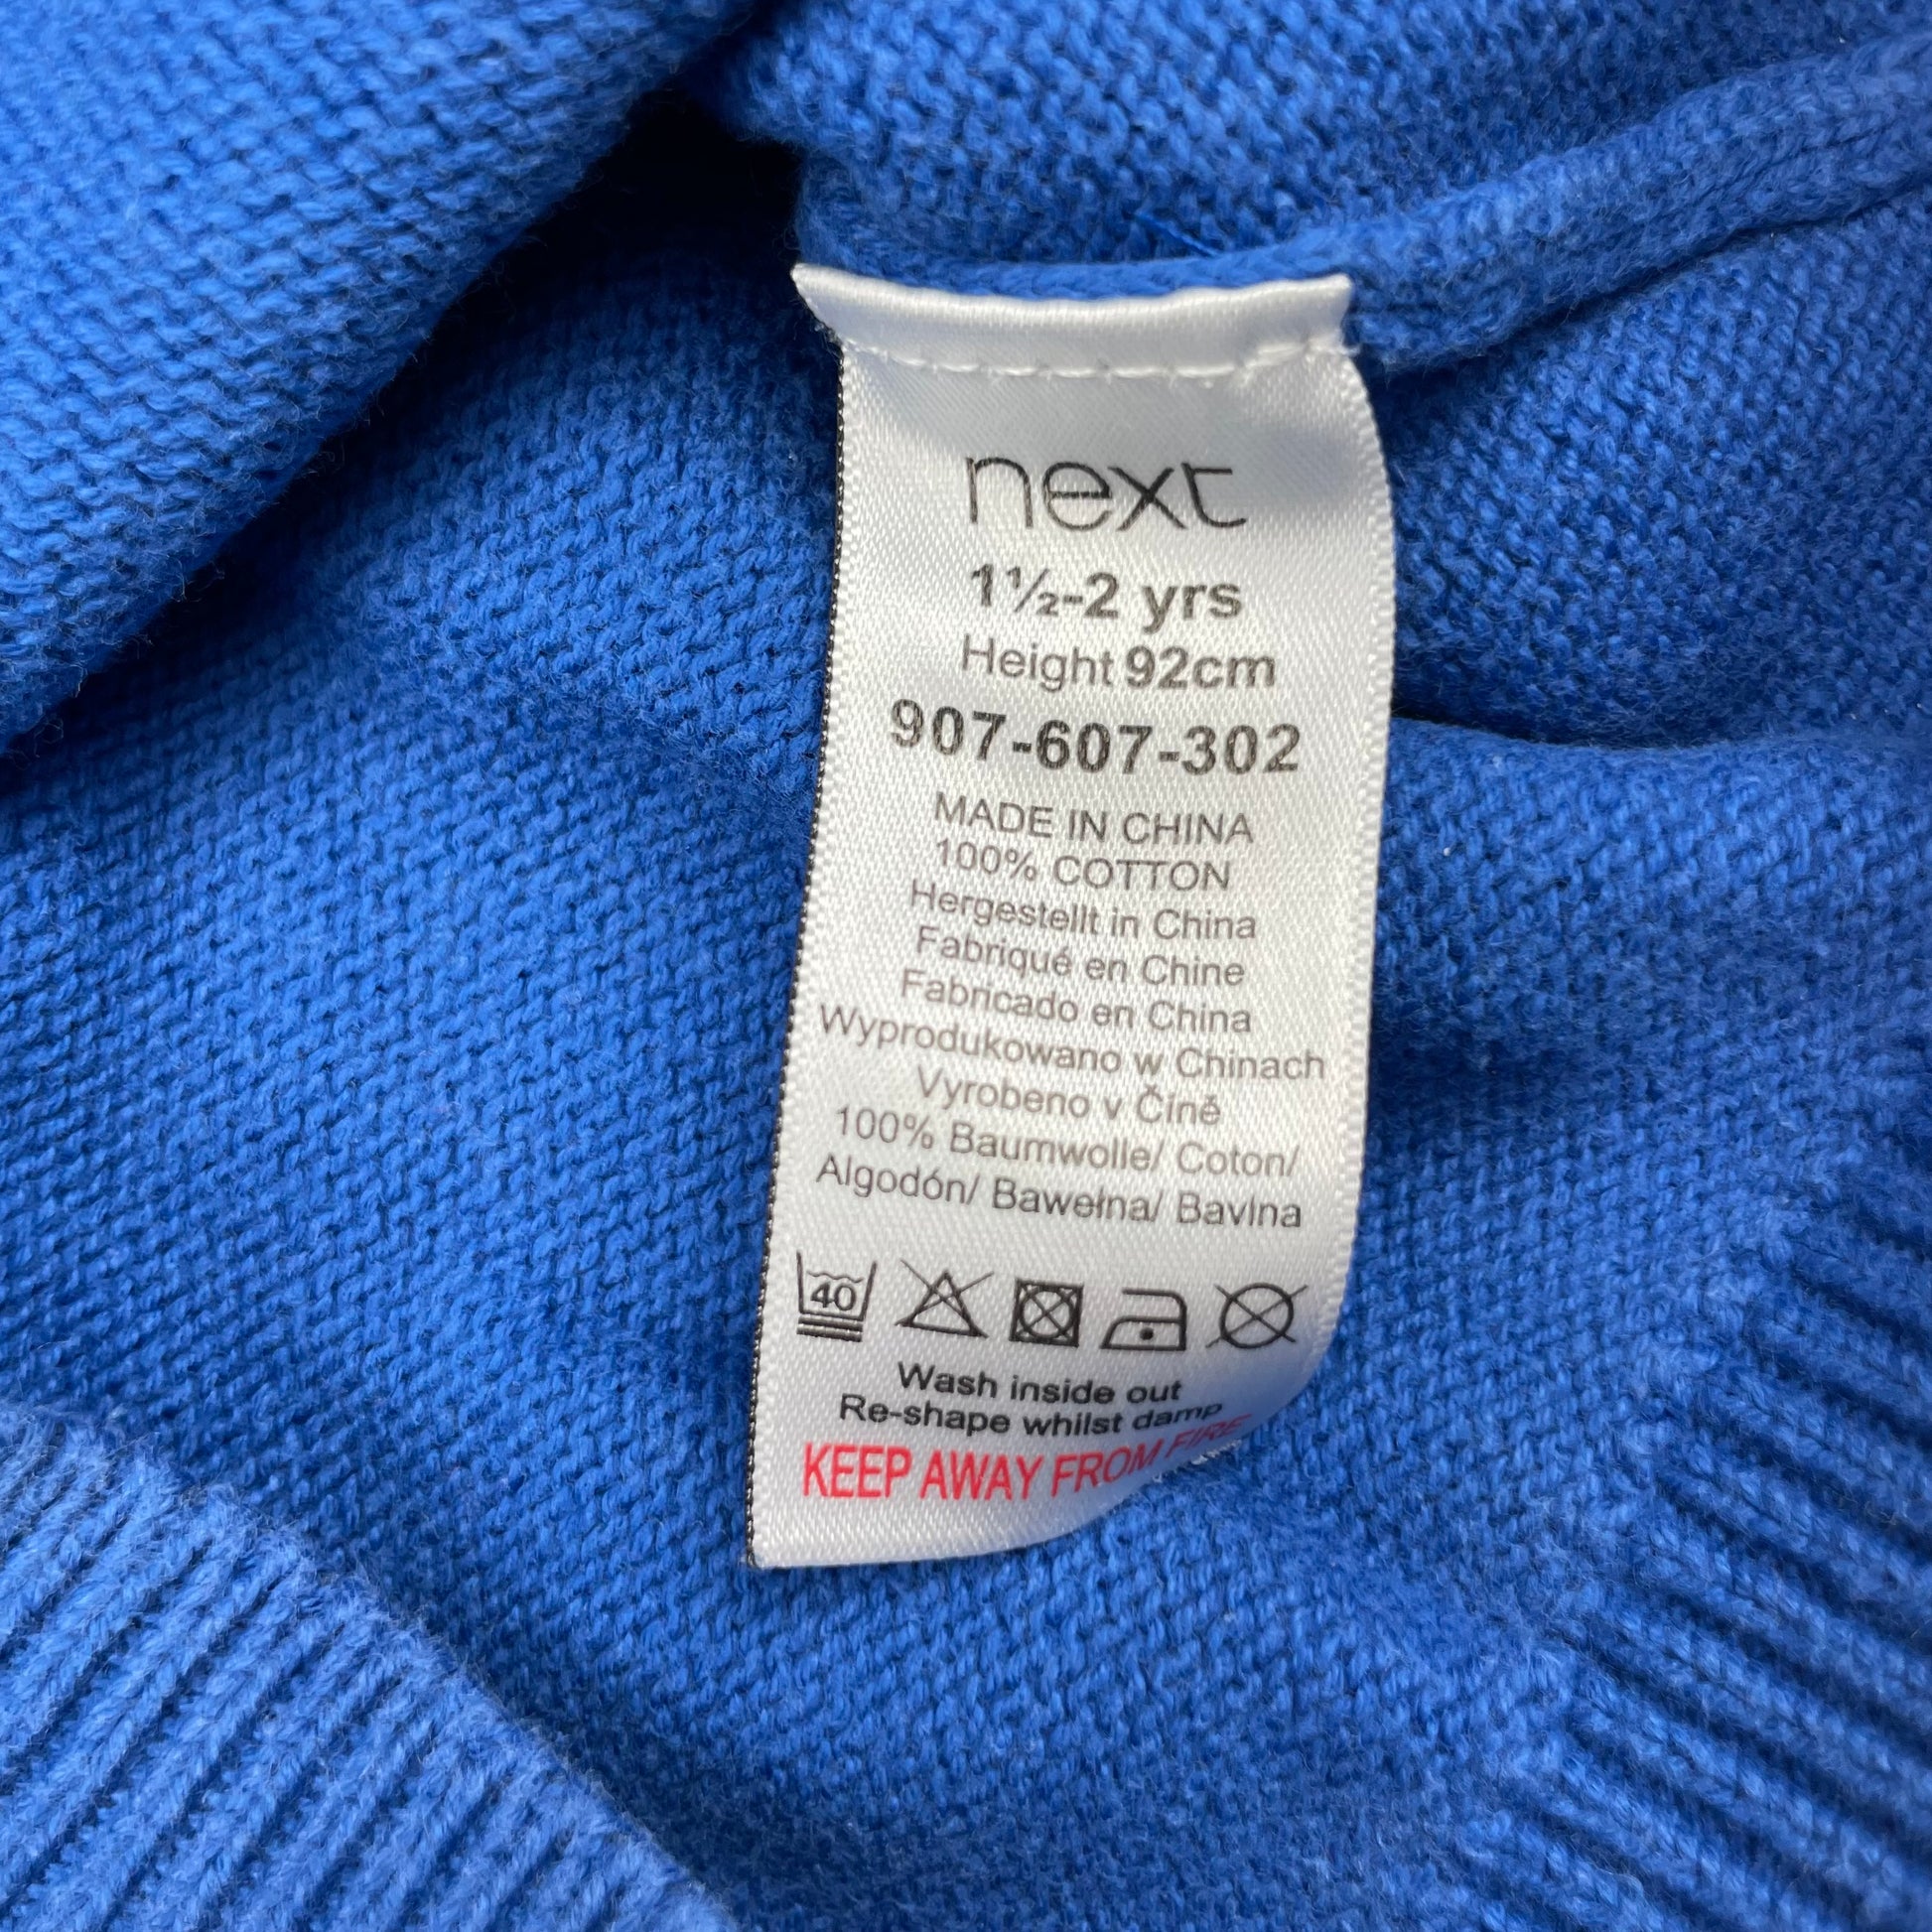 next
1½-2 yrs
Height 92cm
907-607-302
MADE IN CHINA
100% COTTON
Hergestellt in China
Fabriqué en Chine
Fabricado en China
Wyprodukowano w Chinach
Vyrobeno v Číně
100% Baumwolle/ Coton/
Algodón/ Bawełna/ Bavlna
40
Wash inside out
Re-shape whilst damp
KEEP AWAY FROM FIRE